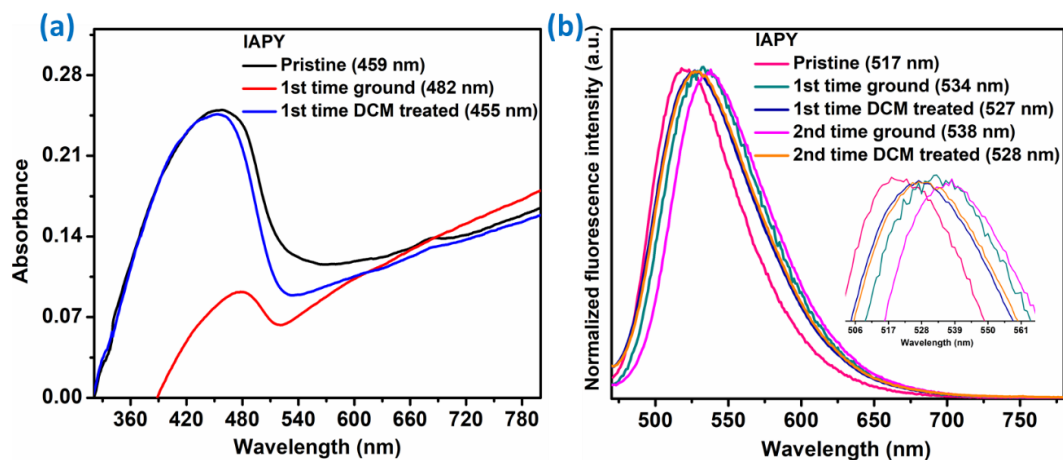 (a)
IAPY
Pristine (459 nm)
1st time ground (482 nm)
1st time DCM treated (455 nm)
Absorbance
0.28
0.21
0.14
0.07
0.00
360 420 480 540 600 660 720 780
Wavelength (nm)
(b)
IAPY
Pristine (517 nm)
1st time ground (534 nm)
1st time DCM treated (527 nm)
2nd time ground (538 nm)
2nd time DCM treated (528 nm)
Normalized fluorescence intensity (a.u.)
506 517 528 539 550 561
Wavelength (nm)
500 550 600 650 700 750
Wavelength (nm)